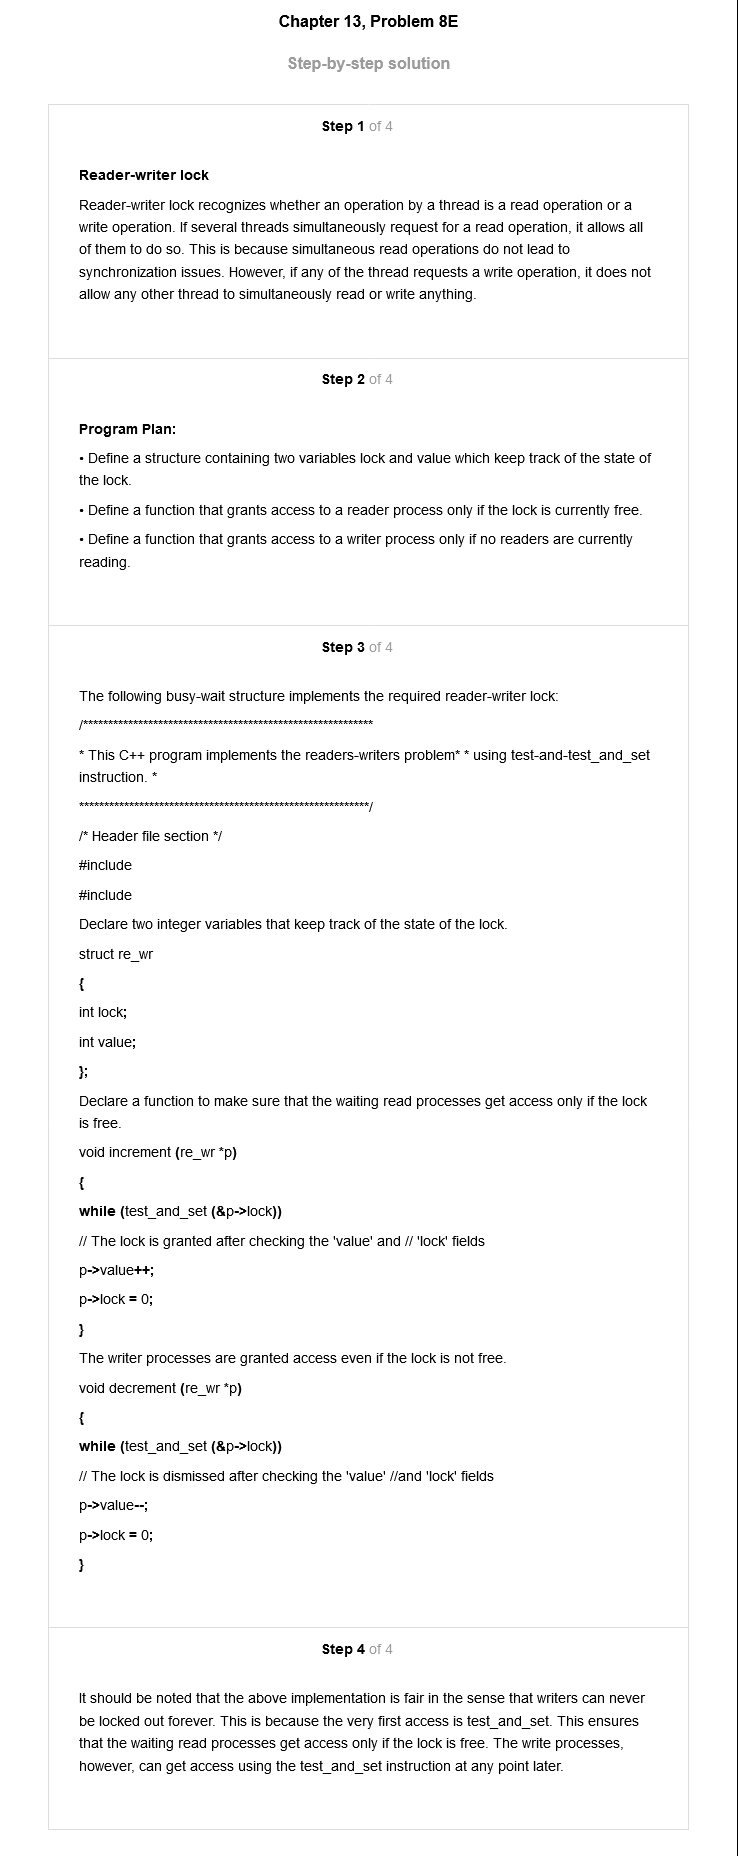 Chapter 13, Problem 8E
Step-by-step solution
Step 1 of 4
Reader-writer lock
Reader-writer lock recognizes whether an operation by a thread is a read operation or a
write operation. If several threads simultaneously request for a read operation, it allows all
of them to do so. This is because simultaneous read operations do not lead to
synchronization issues. However, if any of the thread requests a write operation, it does not
allow any other thread to simultaneously read or write anything.
Step 2 of 4
Program Plan:
• Define a structure containing two variables lock and value which keep track of the state of
the lock.
• Define a function that grants access to a reader process only if the lock is currently free.
• Define a function that grants access to a writer process only if no readers are currently
reading.
Step 3 of 4
The following busy-wait structure implements the required reader-writer lock:
/**********************************************************
* This C++ program implements the readers-writers problem* * using test-and-test_and_set
instruction. *
**********************************************************/
/* Header file section */
#include
#include
Declare two integer variables that keep track of the state of the lock.
struct re_wr
{
int lock;
int value;
};
Declare a function to make sure that the waiting read processes get access only if the lock
is free.
void increment (re_wr *p)
{
while (test_and_set (&p->lock))
// The lock is granted after checking the 'value' and // 'lock' fields
p->value++;
p->lock = 0;
}
The writer processes are granted access even if the lock is not free.
void decrement (re_wr *p)
{
while (test_and_set (&p->lock))
// The lock is dismissed after checking the 'value' //and 'lock' fields
p->value--;
p->lock = 0;
}
Step 4 of 4
It should be noted that the above implementation is fair in the sense that writers can never
be locked out forever. This is because the very first access is test_and_set. This ensures
that the waiting read processes get access only if the lock is free. The write processes,
however, can get access using the test_and_set instruction at any point later.